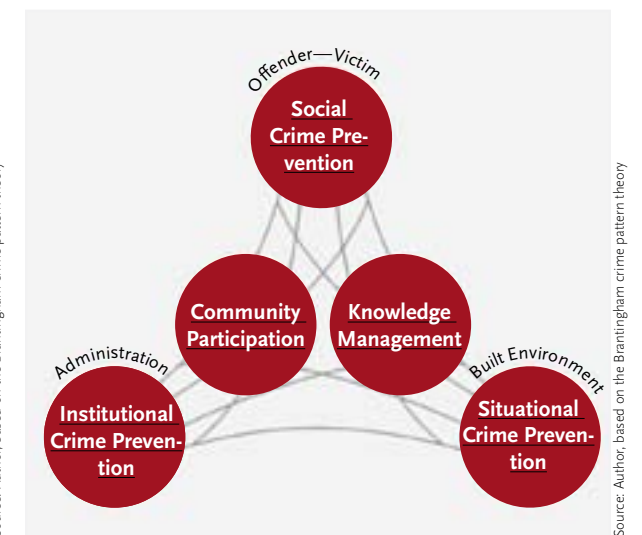 Offender—Victim
Social
Crime Pre-
vention
Community
Participation
Knowledge
Management
Administration
Institutional
Crime Preven-
tion
Built Environment
Situational
Crime Preven-
tion
Source: Author, based on the Brantingham crime pattern theory